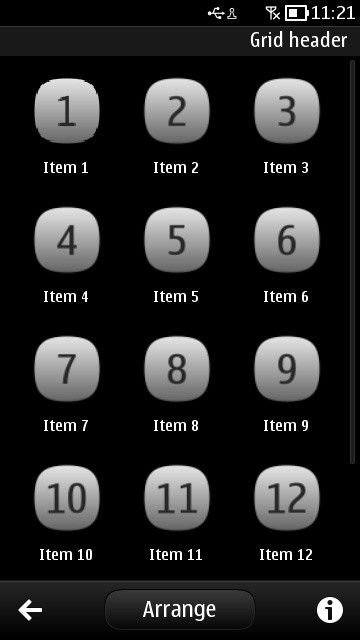 11:21
Grid header
1 2 3
Item 1 Item 2 Item 3
4 5 6
Item 4 Item 5 Item 6
7 8 9
Item 7 Item 8 Item 9
10 11 12
Item 10 Item 11 Item 12
Arrange